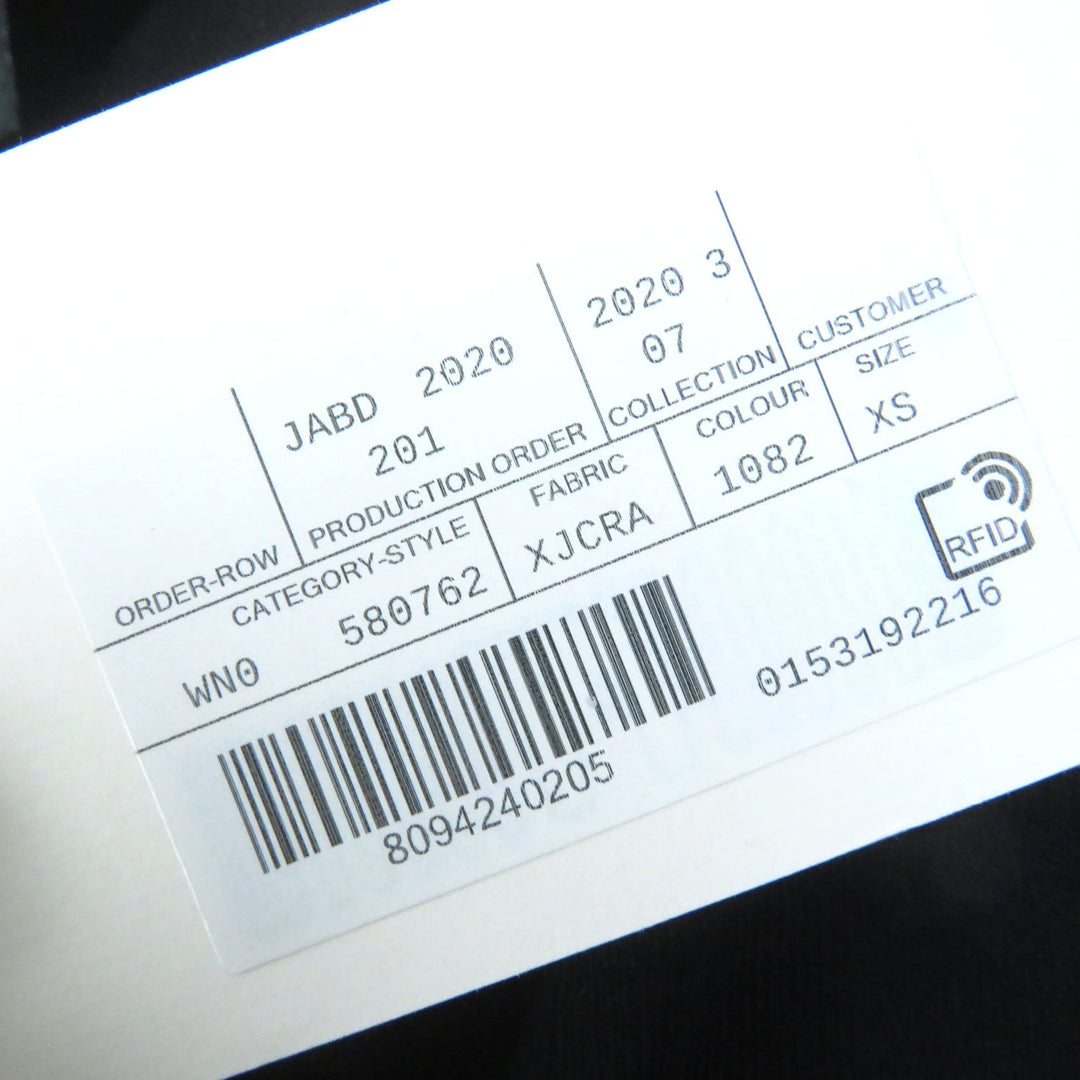 JABD 2020 2020 3
201 07
ORDER-ROW PRODUCTION ORDER COLLECTION CUSTOMER
CATEGORY-STYLE FABRIC COLOUR SIZE
WN0 580762 XJCRA 1082 XS
RFID
8094240205 0153192216